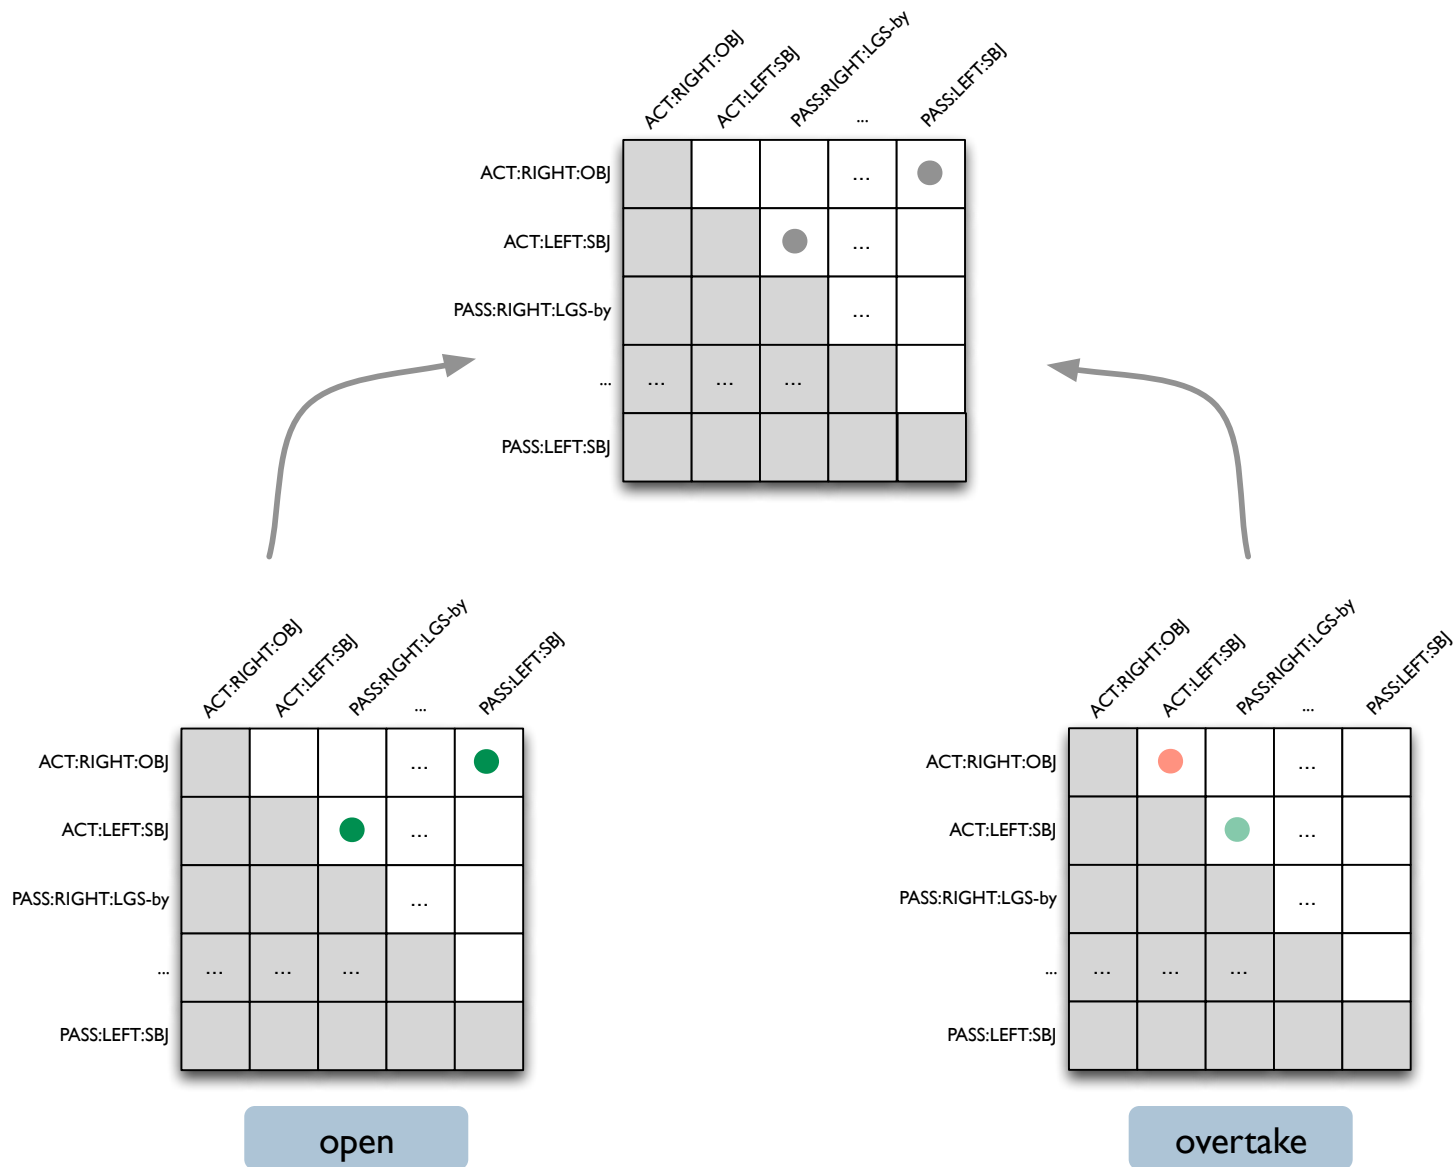 ACT:RIGHT:OBJ
ACT:LEFT:SBJ
PASS:RIGHT:LGS-by
...
PASS:LEFT:SBJ
ACT:RIGHT:OBJ ...
ACT:LEFT:SBJ ...
PASS:RIGHT:LGS-by ...
... ... ... ...
PASS:LEFT:SBJ
ACT:RIGHT:OBJ
ACT:LEFT:SBJ
PASS:RIGHT:LGS-by
...
PASS:LEFT:SBJ
ACT:RIGHT:OBJ ...
ACT:LEFT:SBJ ...
PASS:RIGHT:LGS-by ...
... ... ... ...
PASS:LEFT:SBJ
open
ACT:RIGHT:OBJ
ACT:LEFT:SBJ
PASS:RIGHT:LGS-by
...
PASS:LEFT:SBJ
ACT:RIGHT:OBJ ...
ACT:LEFT:SBJ ...
PASS:RIGHT:LGS-by ...
... ... ... ...
PASS:LEFT:SBJ
overtake